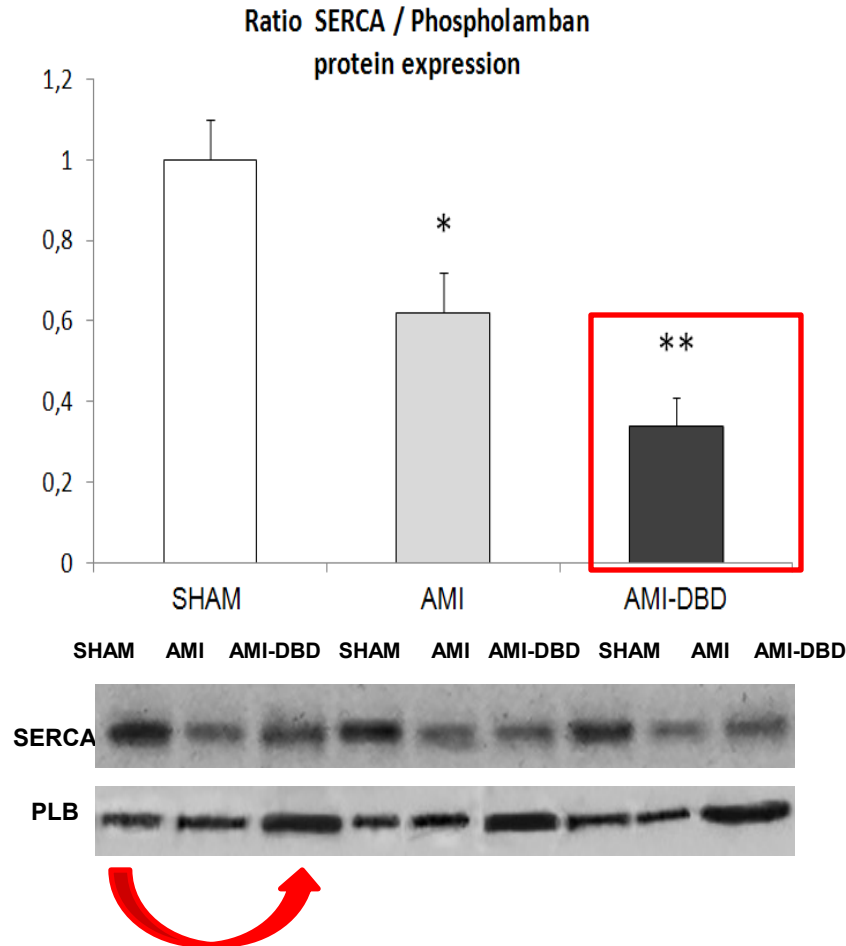 Ratio SERCA / Phospholamban
protein expression
1,2
1
0,8
0,6
0,4
0,2
0
*
**
SHAM AMI AMI-DBD
SHAM AMI AMI-DBD SHAM AMI AMI-DBD SHAM AMI AMI-DBD
SERCA
PLB